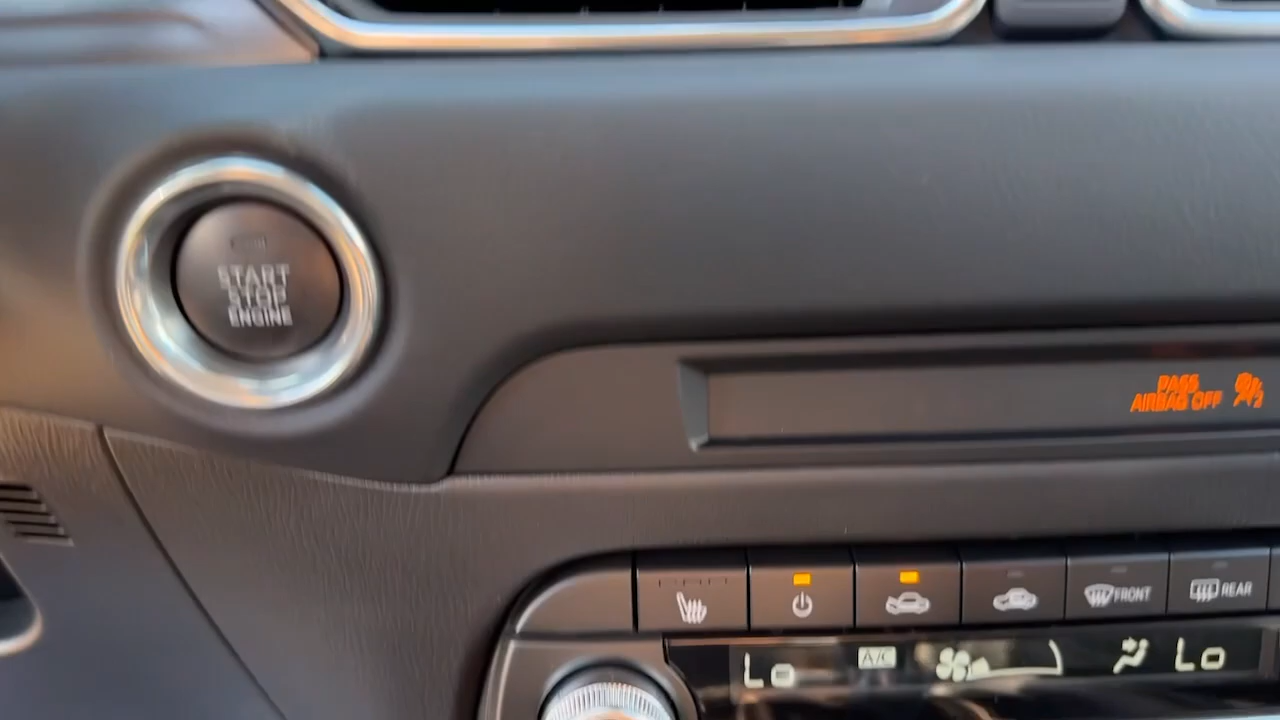 START
STOP
ENGINE
PASS
AIRBAG OFF
FRONT
REAR
Lo A/C Lo